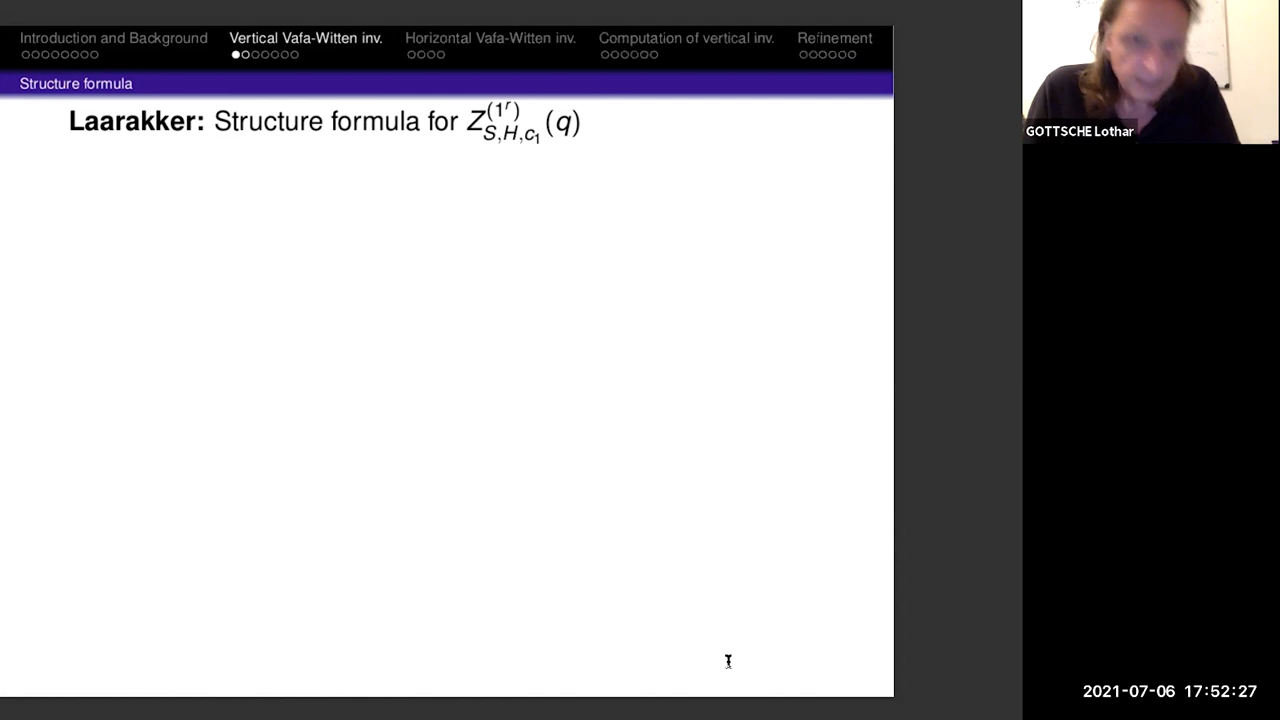 Introduction and Background Vertical Vafa-Witten inv. Horizontal Vafa-Witten inv. Computation of vertical inv. Refinement
Structure formula
Laarakker: Structure formula for $Z_{S,H,c_1}^{(1^r)}(q)$
GOTTSCHE Lothar
2021-07-06 17:52:27